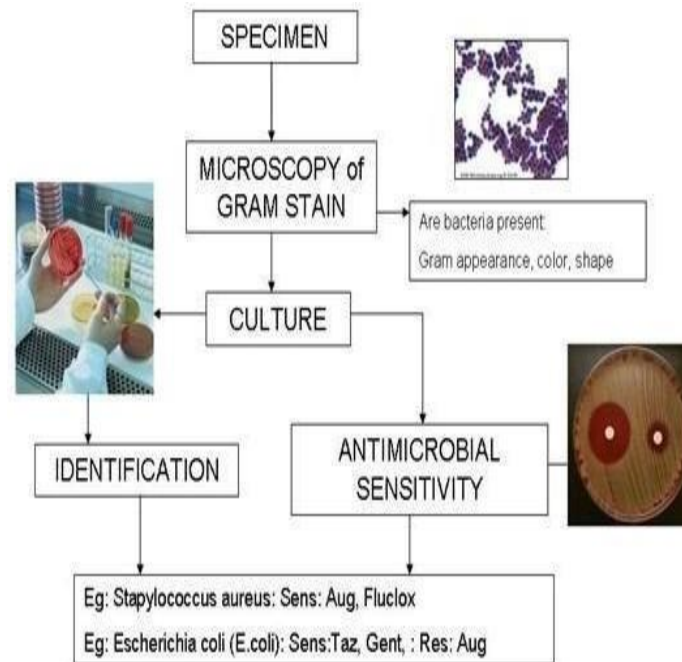 SPECIMEN
MICROSCOPY of
GRAM STAIN
Are bacteria present:
Gram appearance, color, shape
CULTURE
IDENTIFICATION
ANTIMICROBIAL
SENSITIVITY
Eg: Stapylococcus aureus: Sens: Aug, Fluclox
Eg: Escherichia coli (E.coli): Sens:Taz, Gent, : Res: Aug